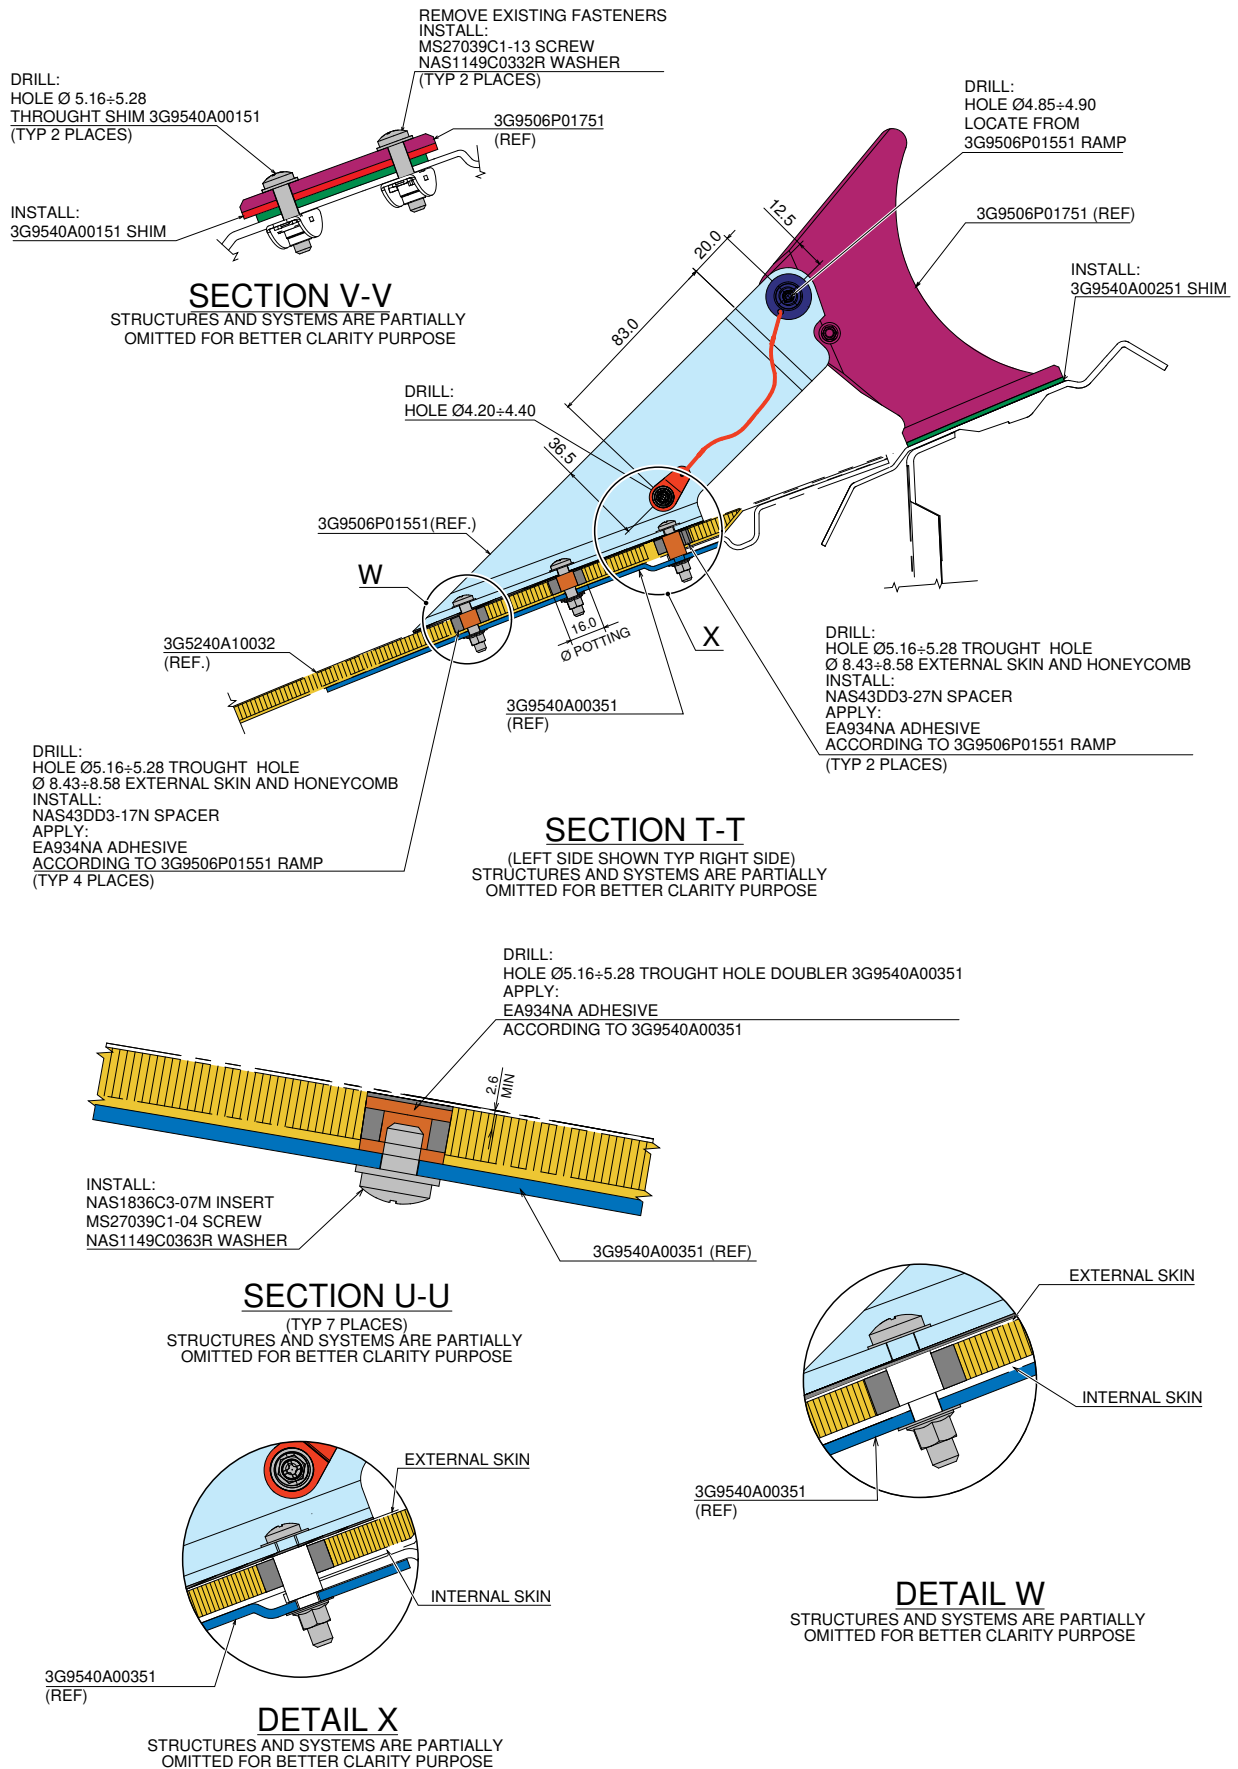 REMOVE EXISTING FASTENERS
INSTALL:
MS27039C1-13 SCREW
NAS1149C0332R WASHER
(TYP 2 PLACES)
DRILL:
HOLE Ø 5.16÷5.28
THROUGHT SHIM 3G9540A00151
(TYP 2 PLACES)
3G9506P01751
(REF)
INSTALL:
3G9540A00151 SHIM
SECTION V-V
STRUCTURES AND SYSTEMS ARE PARTIALLY
OMITTED FOR BETTER CLARITY PURPOSE
DRILL:
HOLE Ø4.85÷4.90
LOCATE FROM
3G9506P01551 RAMP
3G9506P01751 (REF)
INSTALL:
3G9540A00251 SHIM
12.5
20.0
83.0
36.5
DRILL:
HOLE Ø4.20÷4.40
3G9506P01551(REF.)
W
X
16.0
Ø POTTING
3G5240A10032
(REF.)
3G9540A00351
(REF)
DRILL:
HOLE Ø5.16÷5.28 TROUGHT HOLE
Ø 8.43÷8.58 EXTERNAL SKIN AND HONEYCOMB
INSTALL:
NAS43DD3-27N SPACER
APPLY:
EA934NA ADHESIVE
ACCORDING TO 3G9506P01551 RAMP
(TYP 2 PLACES)
DRILL:
HOLE Ø5.16÷5.28 TROUGHT HOLE
Ø 8.43÷8.58 EXTERNAL SKIN AND HONEYCOMB
INSTALL:
NAS43DD3-17N SPACER
APPLY:
EA934NA ADHESIVE
ACCORDING TO 3G9506P01551 RAMP
(TYP 4 PLACES)
SECTION T-T
(LEFT SIDE SHOWN TYP RIGHT SIDE)
STRUCTURES AND SYSTEMS ARE PARTIALLY
OMITTED FOR BETTER CLARITY PURPOSE
DRILL:
HOLE Ø5.16÷5.28 TROUGHT HOLE DOUBLER 3G9540A00351
APPLY:
EA934NA ADHESIVE
ACCORDING TO 3G9540A00351
2.6
MIN
INSTALL:
NAS1836C3-07M INSERT
MS27039C1-04 SCREW
NAS1149C0363R WASHER
3G9540A00351 (REF)
SECTION U-U
(TYP 7 PLACES)
STRUCTURES AND SYSTEMS ARE PARTIALLY
OMITTED FOR BETTER CLARITY PURPOSE
EXTERNAL SKIN
INTERNAL SKIN
3G9540A00351
(REF)
DETAIL W
STRUCTURES AND SYSTEMS ARE PARTIALLY
OMITTED FOR BETTER CLARITY PURPOSE
EXTERNAL SKIN
INTERNAL SKIN
3G9540A00351
(REF)
DETAIL X
STRUCTURES AND SYSTEMS ARE PARTIALLY
OMITTED FOR BETTER CLARITY PURPOSE